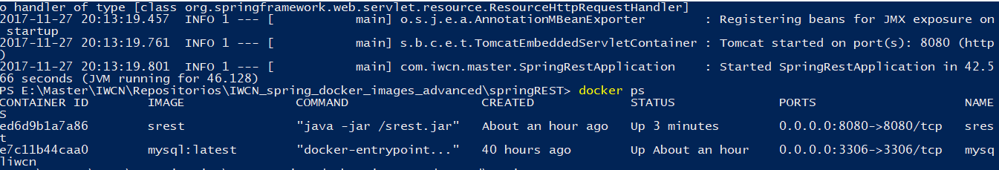 o handler of type [class org.springframework.web.servlet.resource.ResourceHttpRequestHandler]
2017-11-27 20:13:19.457  INFO 1 --- [           main] o.s.j.e.a.AnnotationMBeanExporter        : Registering beans for JMX exposure on
 startup
2017-11-27 20:13:19.761  INFO 1 --- [           main] s.b.c.e.t.TomcatEmbeddedServletContainer : Tomcat started on port(s): 8080 (http
)
2017-11-27 20:13:19.801  INFO 1 --- [           main] com.iwcn.master.SpringRestApplication    : Started SpringRestApplication in 42.5
66 seconds (JVM running for 46.128)
PS E:\Master\IWCN\Repositorios\IWCN_spring_docker_images_advanced\springREST> docker ps
CONTAINER ID        IMAGE               COMMAND                  CREATED             STATUS              PORTS                    NAME
S
ed6d9b1a7a86        srest               "java -jar /srest.jar"   About an hour ago   Up 3 minutes        0.0.0.0:8080->8080/tcp   sres
t
e7c11b44caa0        mysql:latest        "docker-entrypoint..."   40 hours ago        Up About an hour    0.0.0.0:3306->3306/tcp   mysq
liwcn